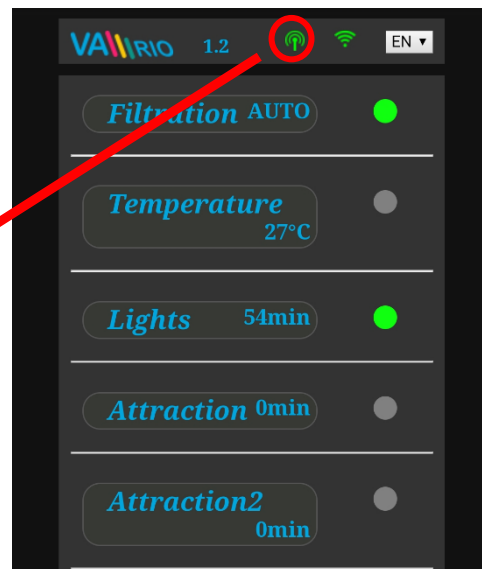 VARIO 1.2 EN
Filtration AUTO
Temperature
27°C
Lights 54min
Attraction 0min
Attraction2
0min